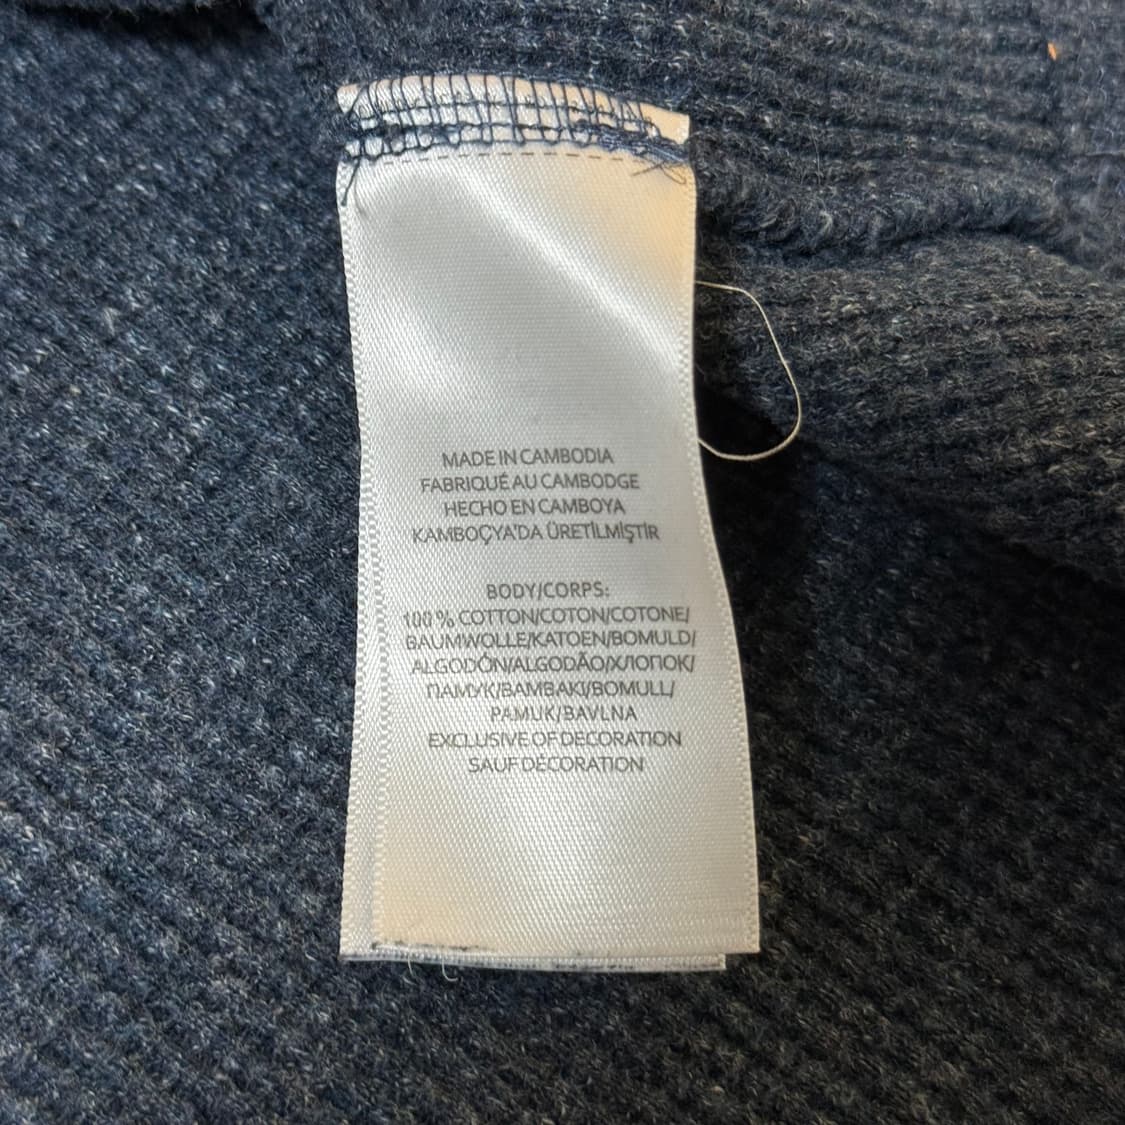 MADE IN CAMBODIA
FABRIQUÉ AU CAMBODGE
HECHO EN CAMBOYA
KAMBOÇYA'DA ÜRETİLMİŞTİR
BODY/CORPS:
100 % COTTON/COTON/COTONE/
BAUMWOLLE/KATOEN/BOMULD/
ALGODÓN/ALGODÃO/ХЛОПОК/
ПАМУК/BAMBAKI/BOMULL/
PAMUK/BAVLNA
EXCLUSIVE OF DECORATION
SAUF DÉCORATION